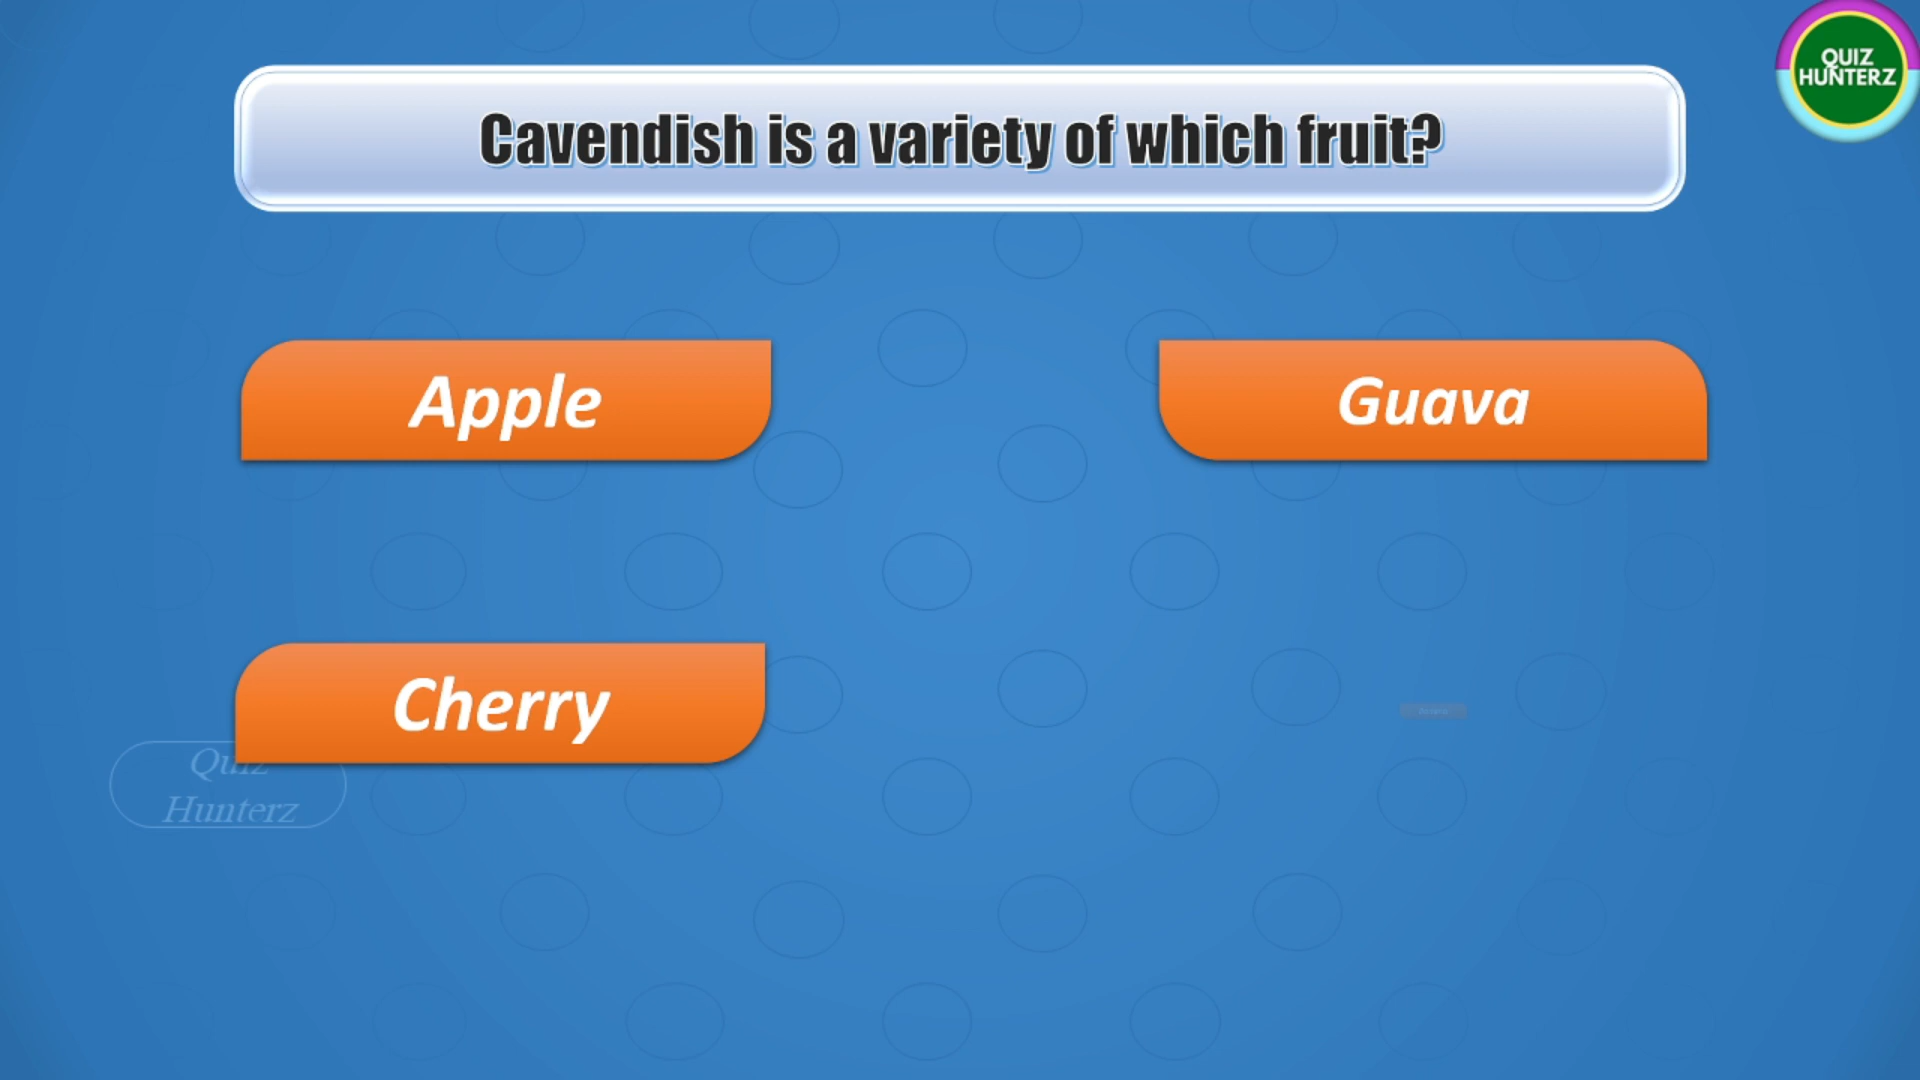 QUIZ
HUNTERZ
Cavendish is a variety of which fruit?
Apple
Guava
Cherry
Quiz
Hunterz